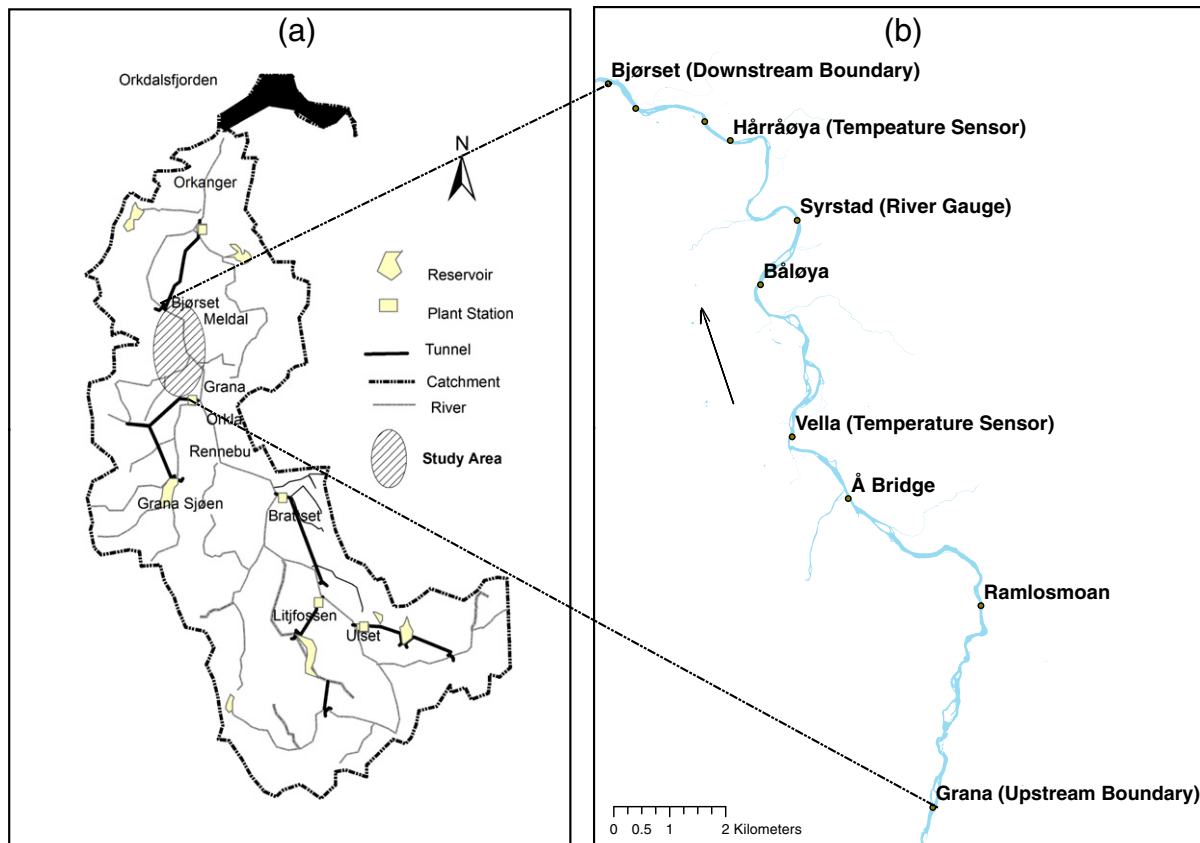 (a)
Orkdalsfjorden
N
Orkanger
Reservoir
Bjørset
Plant Station
Meldal
Tunnel
Catchment
Grana
River
Orkla
Rennebu
Study Area
Grana Sjøen
Bratset
Litjfossen
Ulset
(b)
Bjørset (Downstream Boundary)
Hårråøya (Tempeature Sensor)
Syrstad (River Gauge)
Båløya
Vella (Temperature Sensor)
Å Bridge
Ramlosmoan
Grana (Upstream Boundary)
0 0.5 1 2 Kilometers